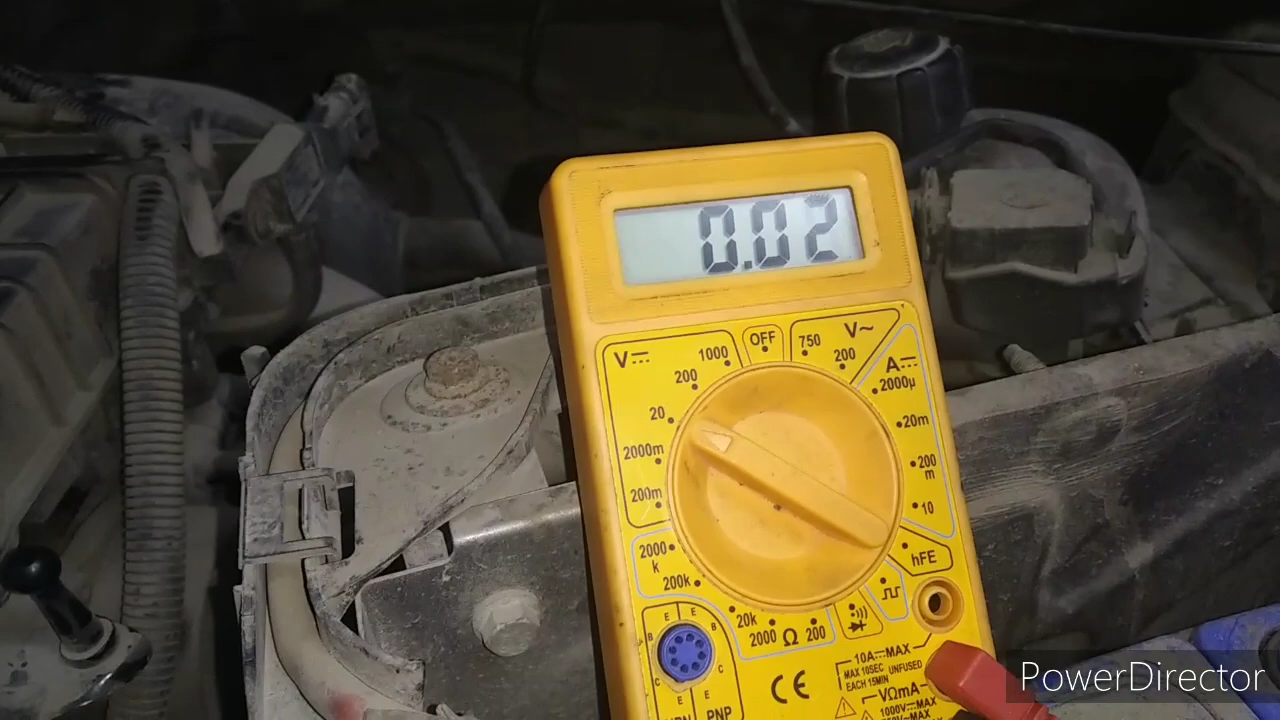 0.02
OFF
V⎓
1000
200
20
2000m
200m
750
V~
200
A⎓
2000µ
20m
200
m
10
hFE
2000
k
200k
20k
2000
Ω
200
E
E
B
B
C
C
E
PNP
CE
10A⎓MAX
MAX 10SEC UNFUSED
EACH 15MIN
VΩmA
1000V⎓MAX
PowerDirector